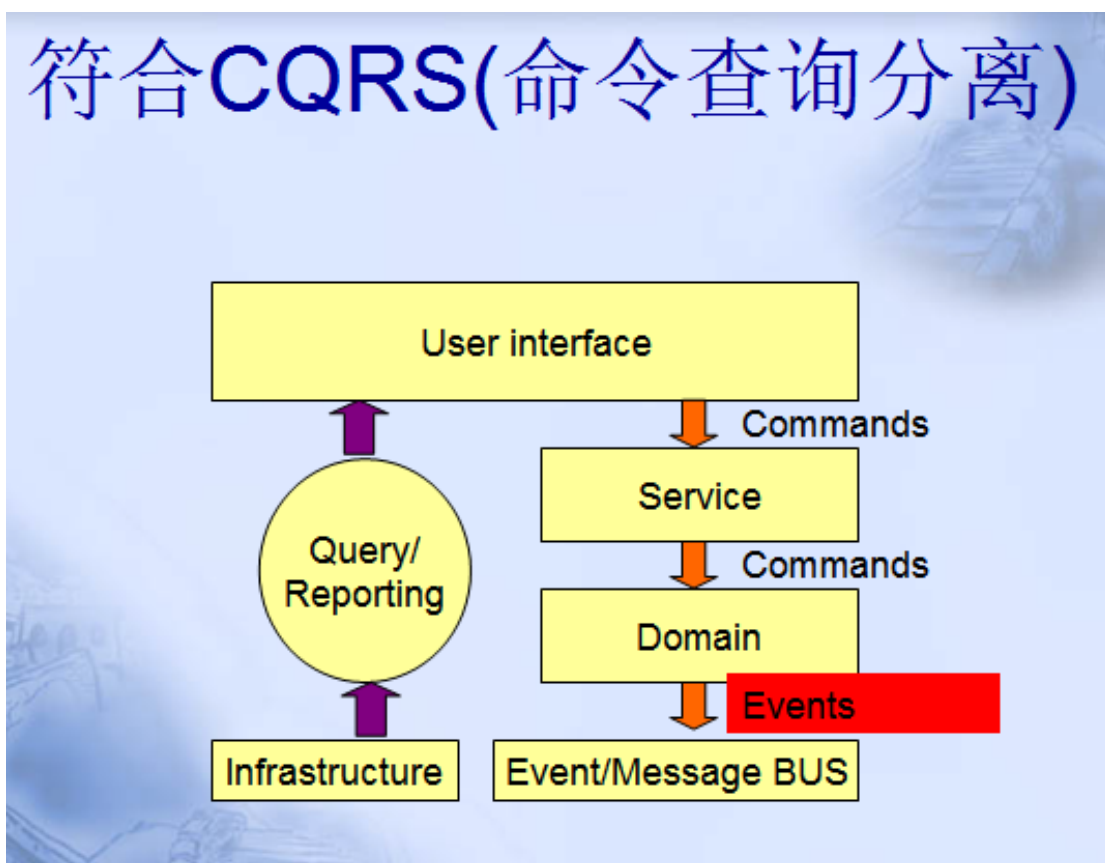 符合CQRS(命令查询分离)
User interface
Commands
Service
Query/
Reporting
Commands
Domain
Events
Infrastructure
Event/Message BUS